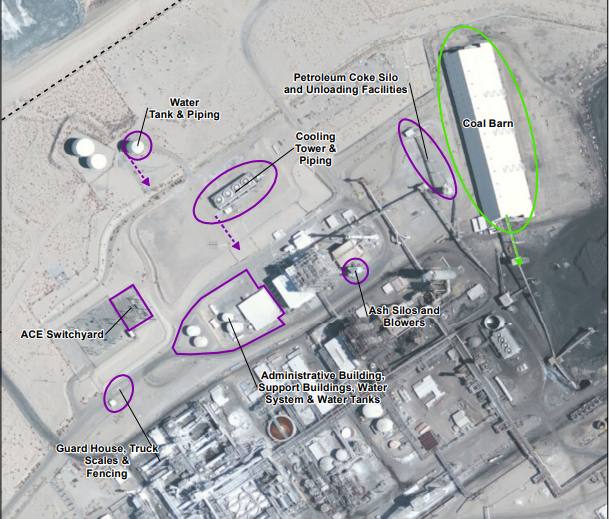 Petroleum Coke Silo
and Unloading Facilities
Water
Tank & Piping
Coal Barn
Cooling
Tower &
Piping
Ash Silos and
Blowers
ACE Switchyard
Administrative Building,
Support Buildings, Water
System & Water Tanks
Guard House, Truck
Scales &
Fencing